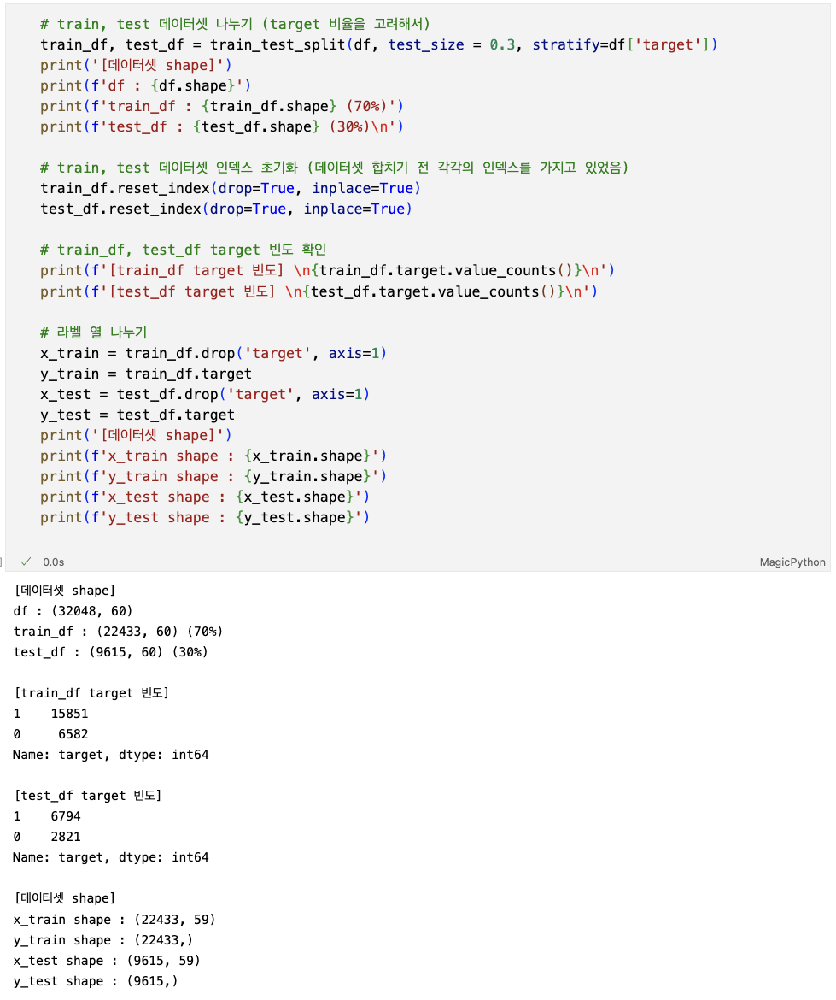 # train, test 데이터셋 나누기 (target 비율을 고려해서)
train_df, test_df = train_test_split(df, test_size = 0.3, stratify=df['target'])
print('[데이터셋 shape]')
print(f'df : {df.shape}')
print(f'train_df : {train_df.shape} (70%)')
print(f'test_df : {test_df.shape} (30%)\n')
# train, test 데이터셋 인덱스 초기화 (데이터셋 합치기 전 각각의 인덱스를 가지고 있었음)
train_df.reset_index(drop=True, inplace=True)
test_df.reset_index(drop=True, inplace=True)
# train_df, test_df target 빈도 확인
print(f'[train_df target 빈도] \n{train_df.target.value_counts()}\n')
print(f'[test_df target 빈도] \n{test_df.target.value_counts()}\n')
# 라벨 열 나누기
x_train = train_df.drop('target', axis=1)
y_train = train_df.target
x_test = test_df.drop('target', axis=1)
y_test = test_df.target
print('[데이터셋 shape]')
print(f'x_train shape : {x_train.shape}')
print(f'y_train shape : {y_train.shape}')
print(f'x_test shape : {x_test.shape}')
print(f'y_test shape : {y_test.shape}')
] ✓ 0.0s MagicPython
[데이터셋 shape]
df : (32048, 60)
train_df : (22433, 60) (70%)
test_df : (9615, 60) (30%)
[train_df target 빈도]
1    15851
0     6582
Name: target, dtype: int64
[test_df target 빈도]
1    6794
0    2821
Name: target, dtype: int64
[데이터셋 shape]
x_train shape : (22433, 59)
y_train shape : (22433,)
x_test shape : (9615, 59)
y_test shape : (9615,)